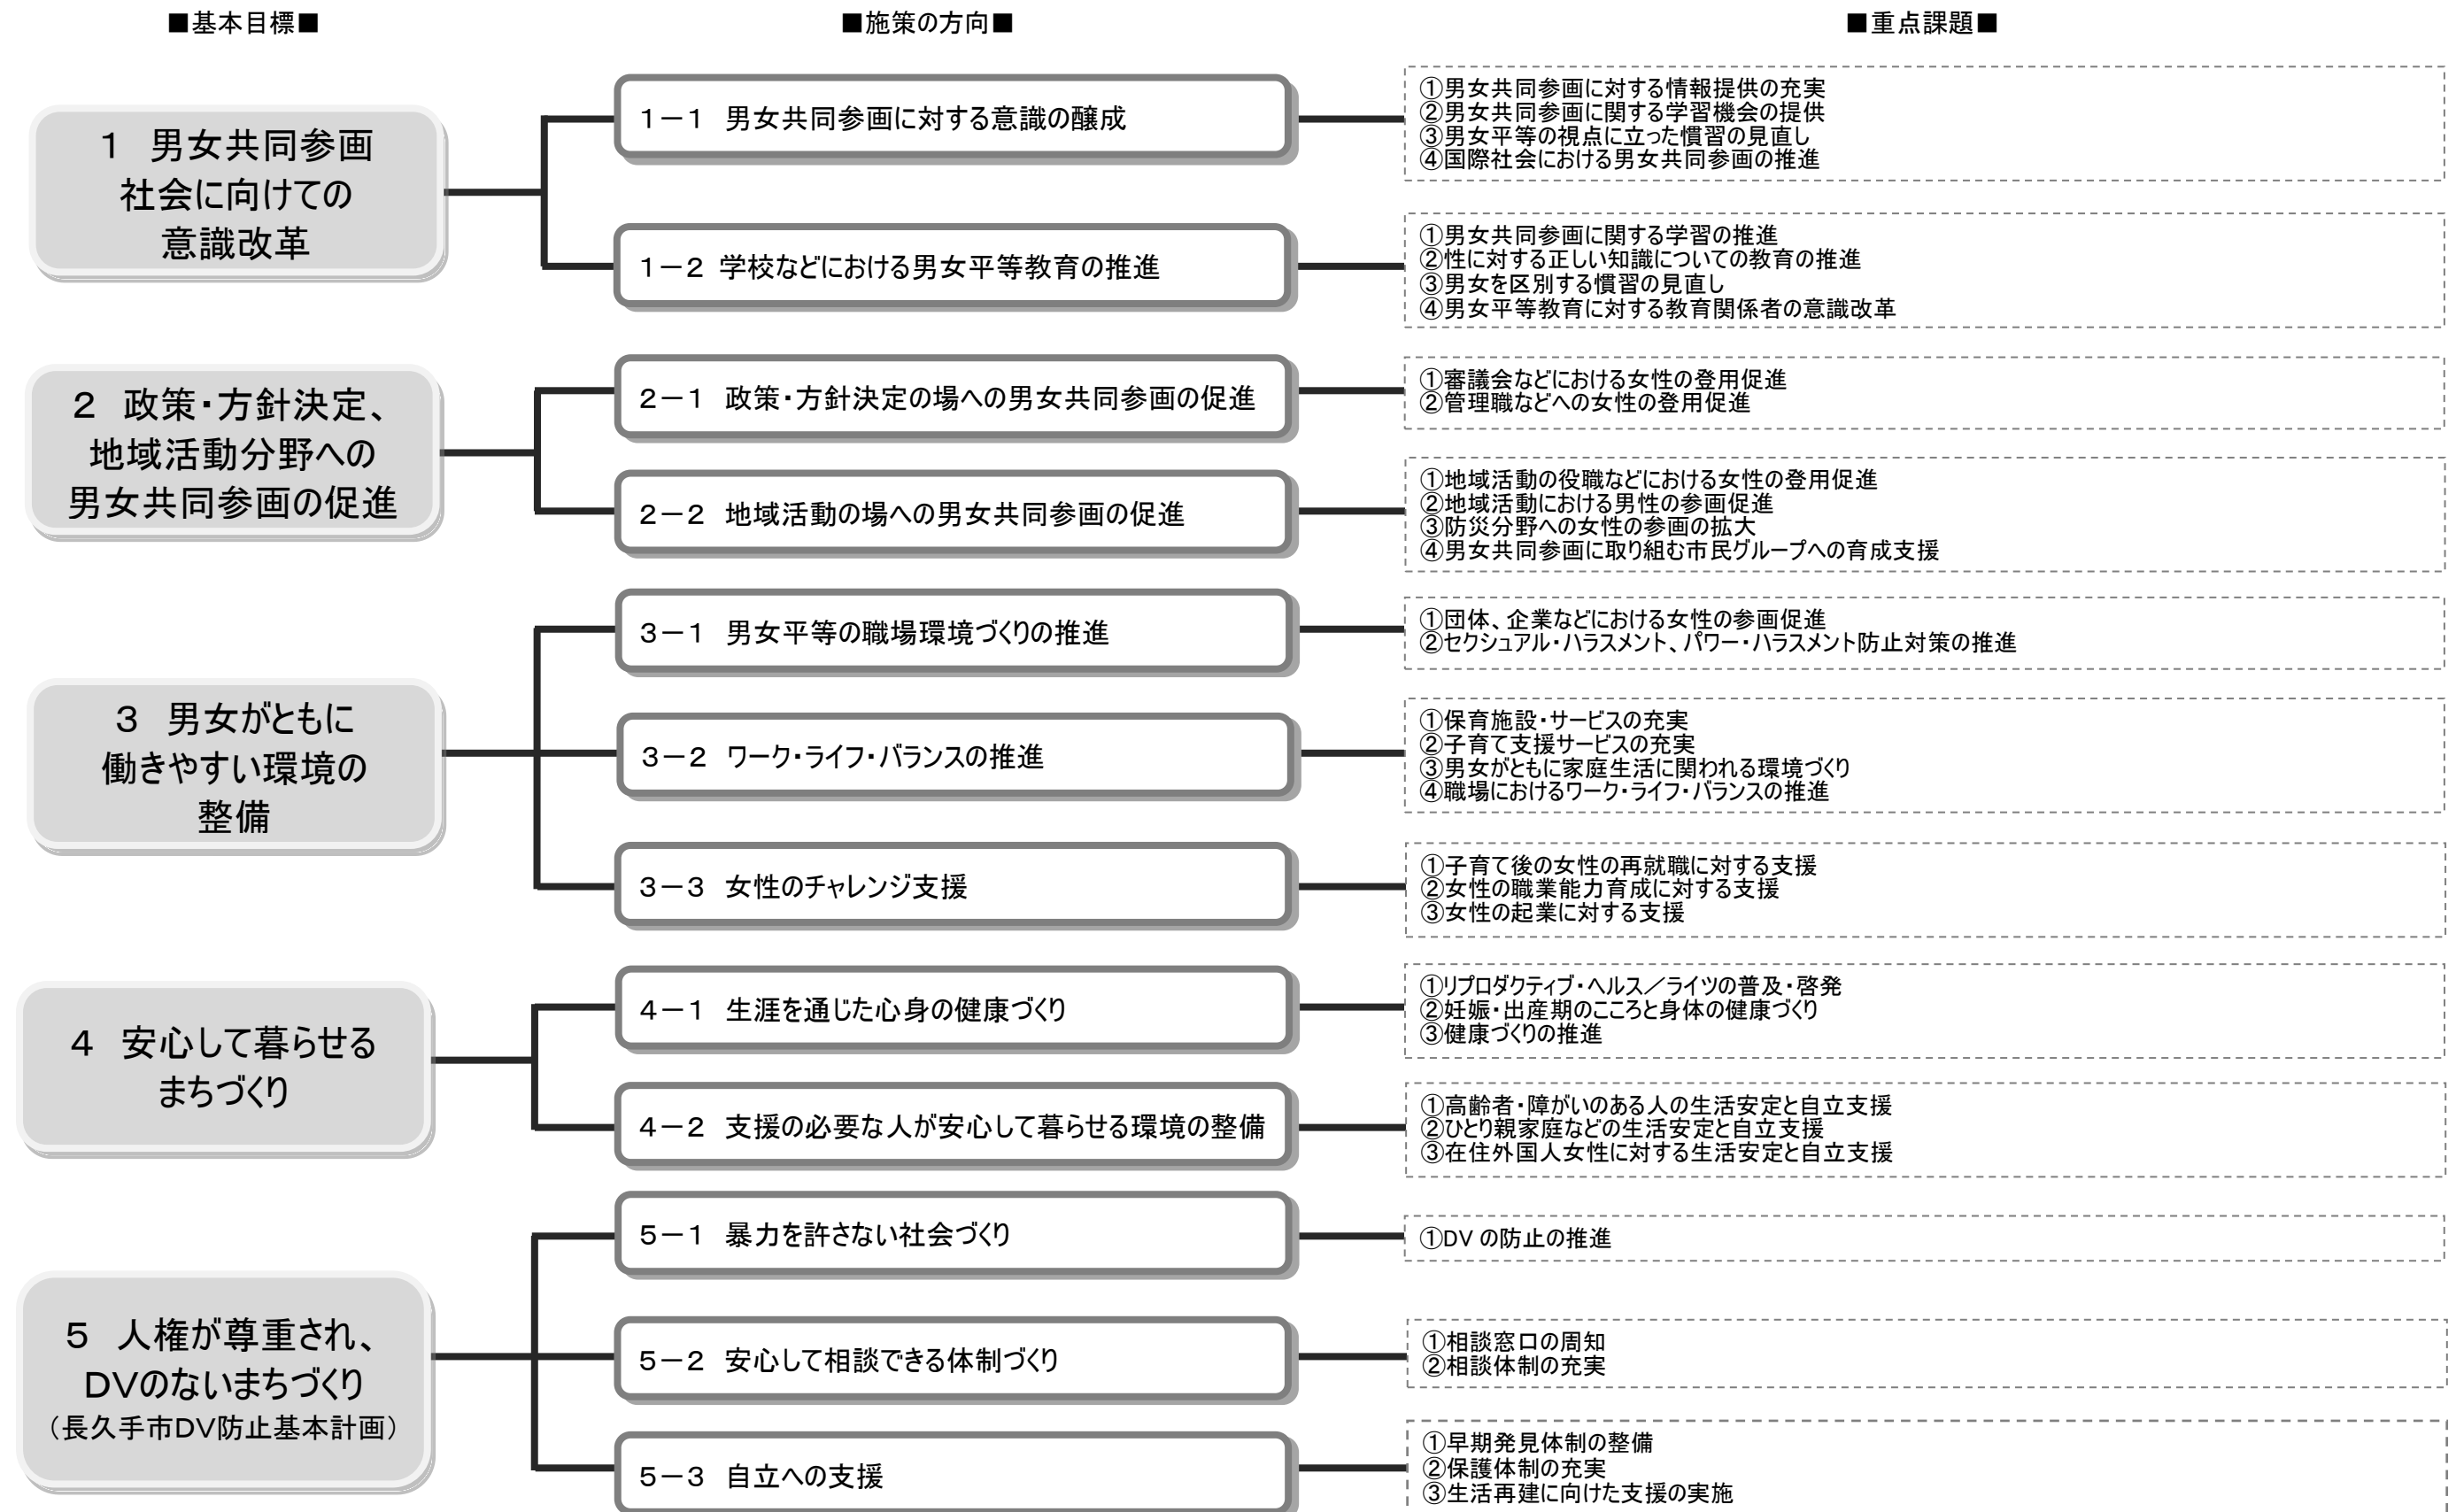 ■基本目標■
■施策の方向■
■重点課題■
1　男女共同参画
社会に向けての
意識改革
1－1　男女共同参画に対する意識の醸成
①男女共同参画に対する情報提供の充実
②男女共同参画に関する学習機会の提供
③男女平等の視点に立った慣習の見直し
④国際社会における男女共同参画の推進
1－2 学校などにおける男女平等教育の推進
①男女共同参画に関する学習の推進
②性に対する正しい知識についての教育の推進
③男女を区別する慣習の見直し
④男女平等教育に対する教育関係者の意識改革
2　政策・方針決定、
地域活動分野への
男女共同参画の促進
2－1　政策・方針決定の場への男女共同参画の促進
①審議会などにおける女性の登用促進
②管理職などへの女性の登用促進
2－2　地域活動の場への男女共同参画の促進
①地域活動の役職などにおける女性の登用促進
②地域活動における男性の参画促進
③防災分野への女性の参画の拡大
④男女共同参画に取り組む市民グループへの育成支援
3　男女がともに
働きやすい環境の
整備
3－1　男女平等の職場環境づくりの推進
①団体、企業などにおける女性の参画促進
②セクシュアル・ハラスメント、パワー・ハラスメント防止対策の推進
3－2　ワーク・ライフ・バランスの推進
①保育施設・サービスの充実
②子育て支援サービスの充実
③男女がともに家庭生活に関われる環境づくり
④職場におけるワーク・ライフ・バランスの推進
3－3　女性のチャレンジ支援
①子育て後の女性の再就職に対する支援
②女性の職業能力育成に対する支援
③女性の起業に対する支援
4　安心して暮らせる
まちづくり
4－1　生涯を通じた心身の健康づくり
①リプロダクティブ・ヘルス／ライツの普及・啓発
②妊娠・出産期のこころと身体の健康づくり
③健康づくりの推進
4－2　支援の必要な人が安心して暮らせる環境の整備
①高齢者・障がいのある人の生活安定と自立支援
②ひとり親家庭などの生活安定と自立支援
③在住外国人女性に対する生活安定と自立支援
5　人権が尊重され、
DVのないまちづくり
（長久手市DV防止基本計画）
5－1　暴力を許さない社会づくり
①DV の防止の推進
5－2　安心して相談できる体制づくり
①相談窓口の周知
②相談体制の充実
5－3　自立への支援
①早期発見体制の整備
②保護体制の充実
③生活再建に向けた支援の実施